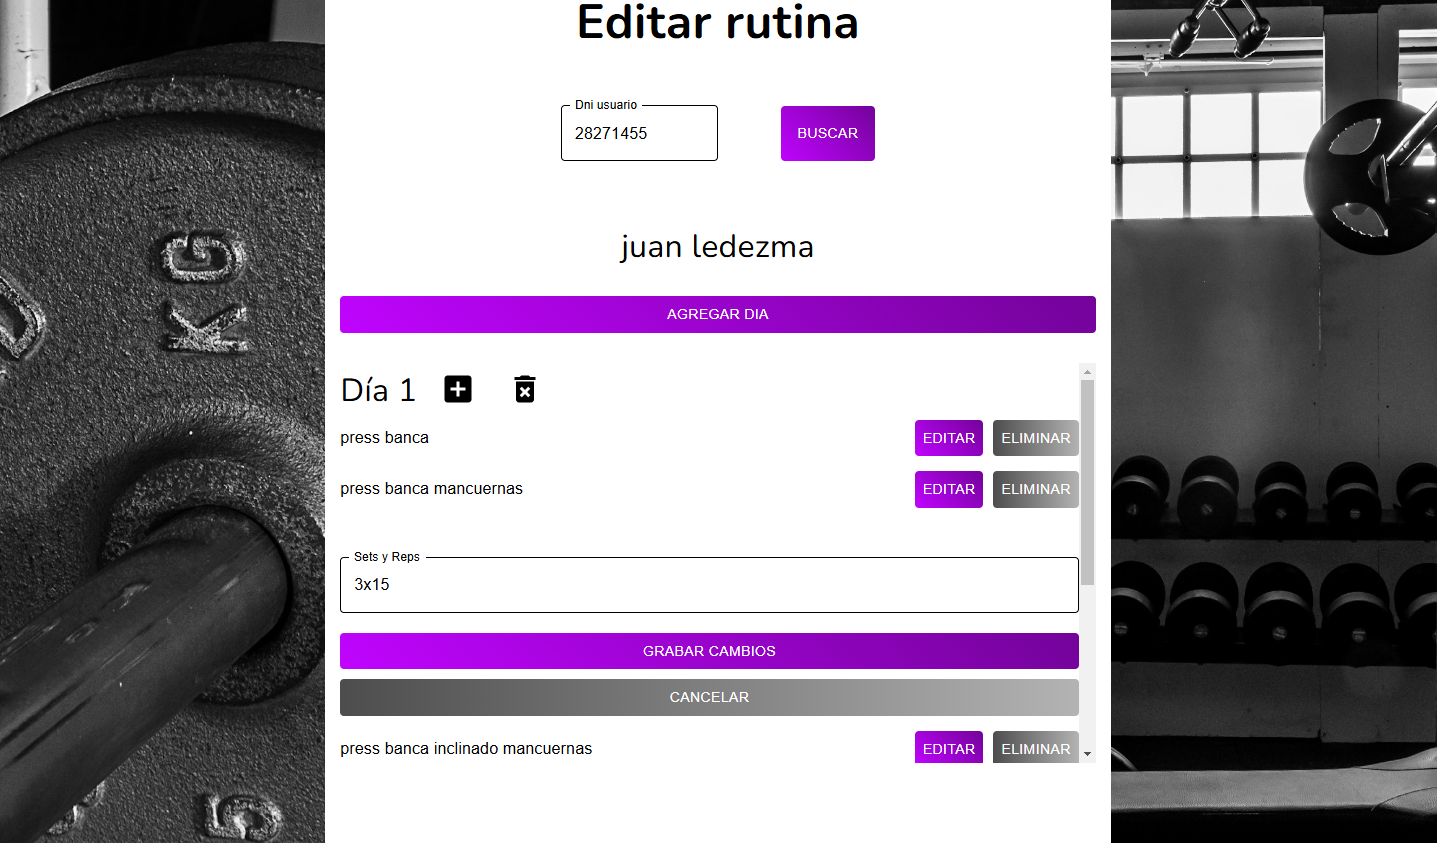 Editar rutina
Dni usuario
28271455
BUSCAR
juan ledezma
AGREGAR DIA
Día 1
press banca
EDITAR ELIMINAR
press banca mancuernas
EDITAR ELIMINAR
Sets y Reps
3x15
GRABAR CAMBIOS
CANCELAR
press banca inclinado mancuernas
EDITAR ELIMINAR
KG
5